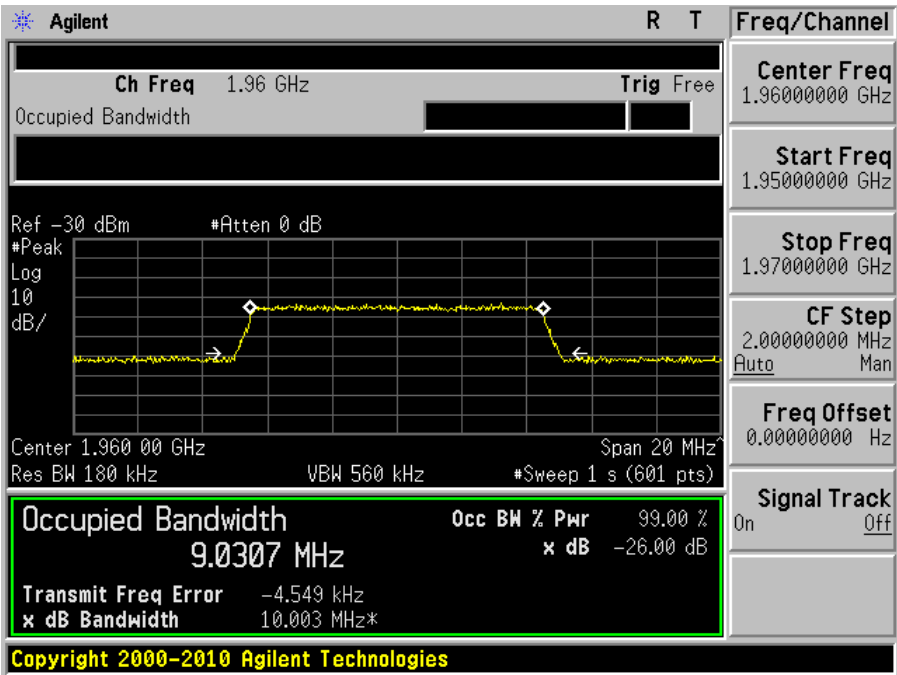 Agilent R T
Freq/Channel
Ch Freq 1.96 GHz Trig Free
Occupied Bandwidth
Center Freq
1.96000000 GHz
Start Freq
1.95000000 GHz
Stop Freq
1.97000000 GHz
CF Step
2.00000000 MHz
Auto Man
Freq Offset
0.00000000 Hz
Signal Track
On Off
Ref -30 dBm #Atten 0 dB
#Peak
Log
10
dB/
Center 1.960 00 GHz Span 20 MHz^
Res BW 180 kHz VBW 560 kHz #Sweep 1 s (601 pts)
Occupied Bandwidth Occ BW % Pwr 99.00 %
9.0307 MHz x dB -26.00 dB
Transmit Freq Error -4.549 kHz
x dB Bandwidth 10.003 MHz*
Copyright 2000-2010 Agilent Technologies